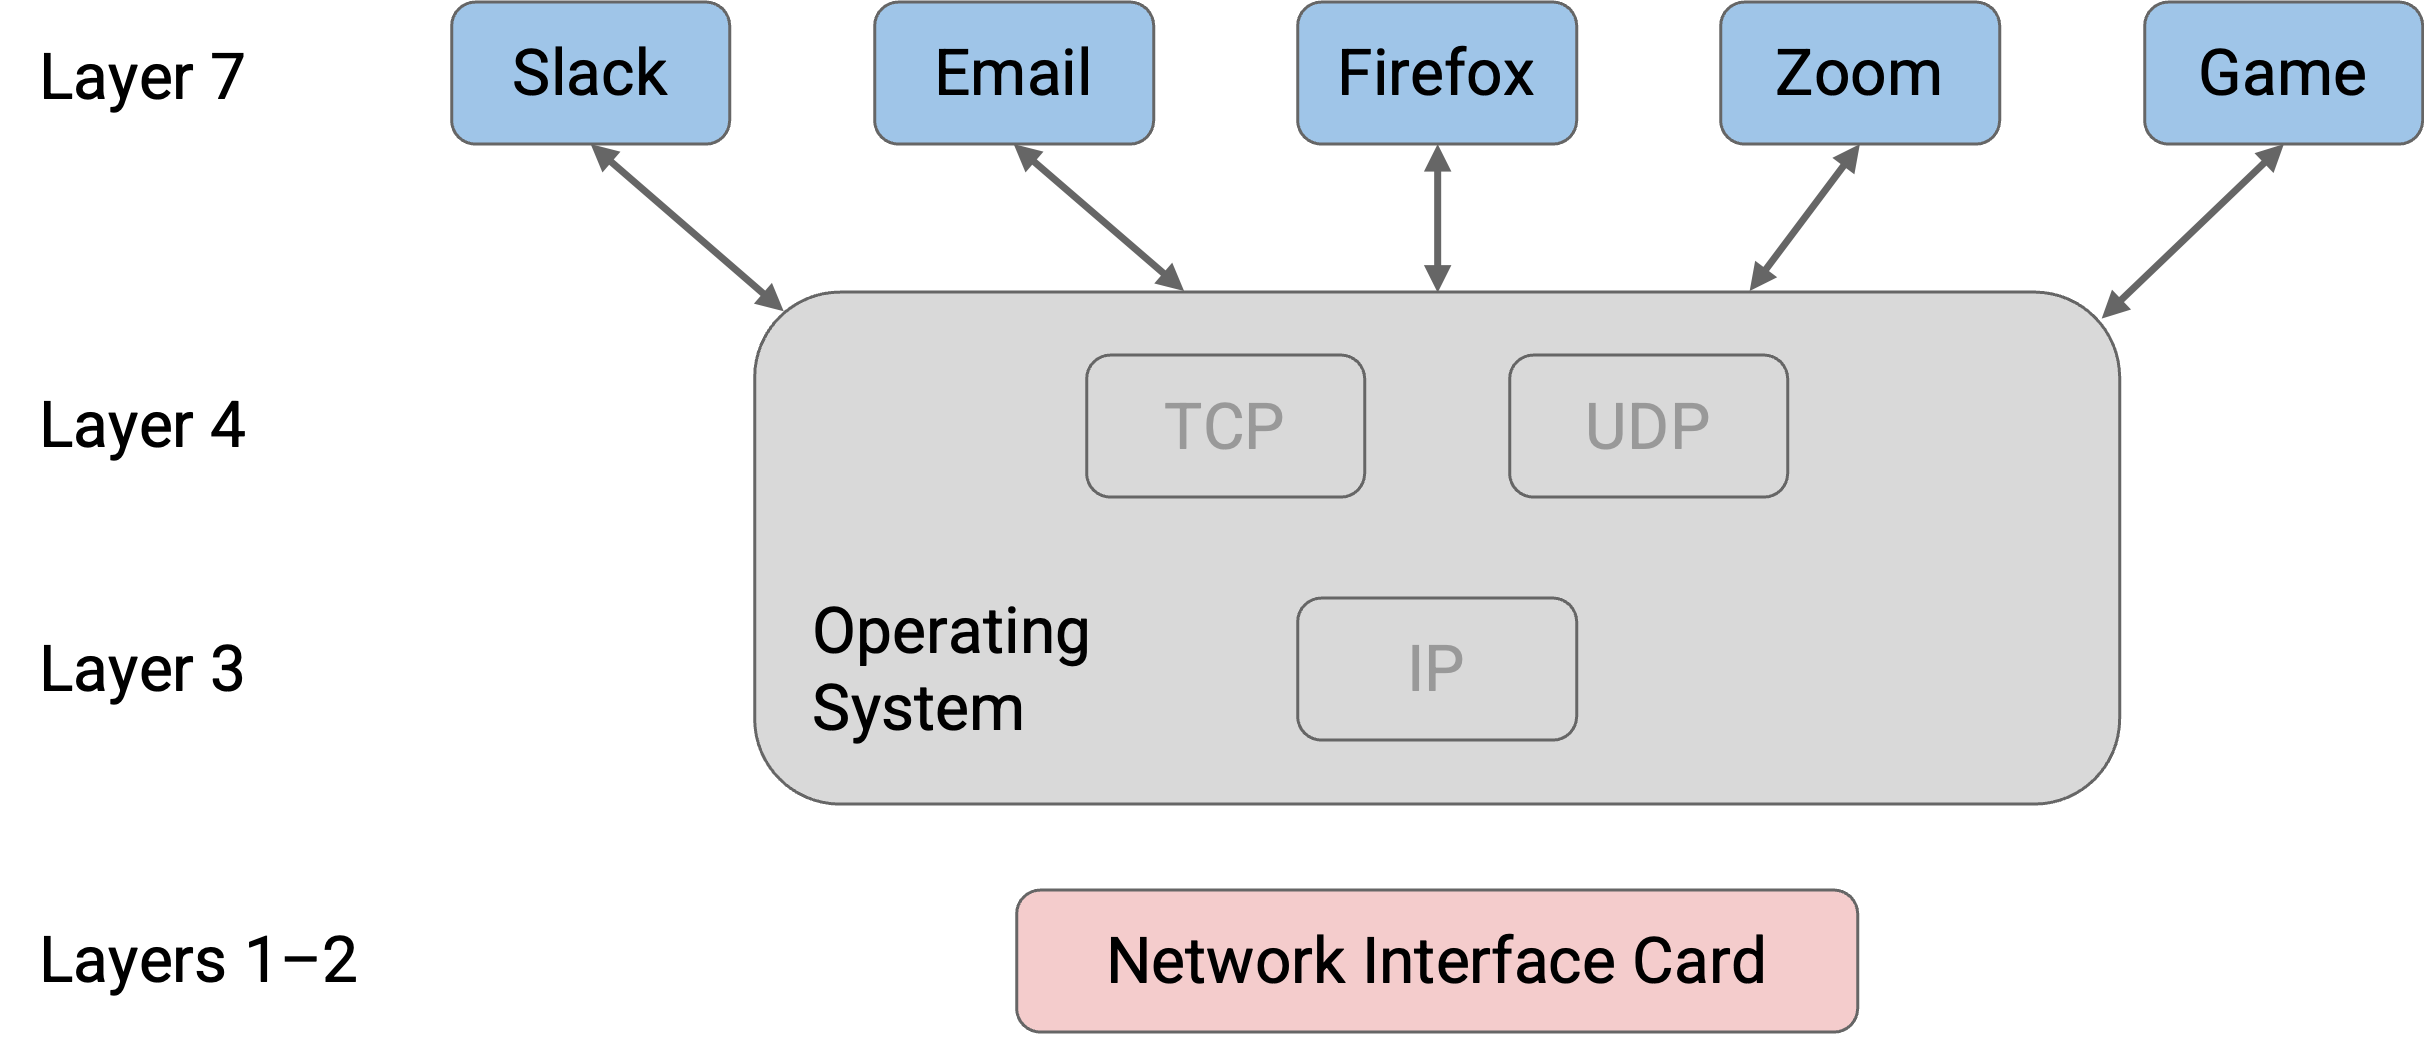 Layer 7
Slack
Email
Firefox
Zoom
Game
Layer 4
TCP
UDP
Layer 3
Operating
System
IP
Layers 1–2
Network Interface Card